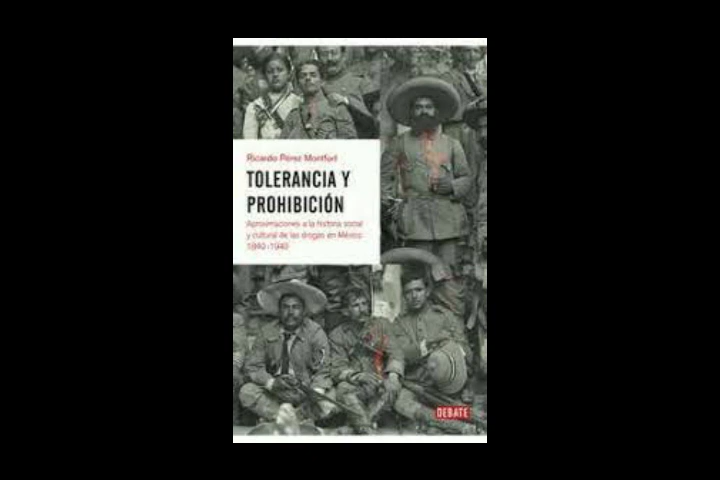 Ricardo Pérez Montfort
TOLERANCIA Y
PROHIBICIÓN
Aproximaciones a la historia social
y cultural de las drogas en México
1840-1940
DEBATE